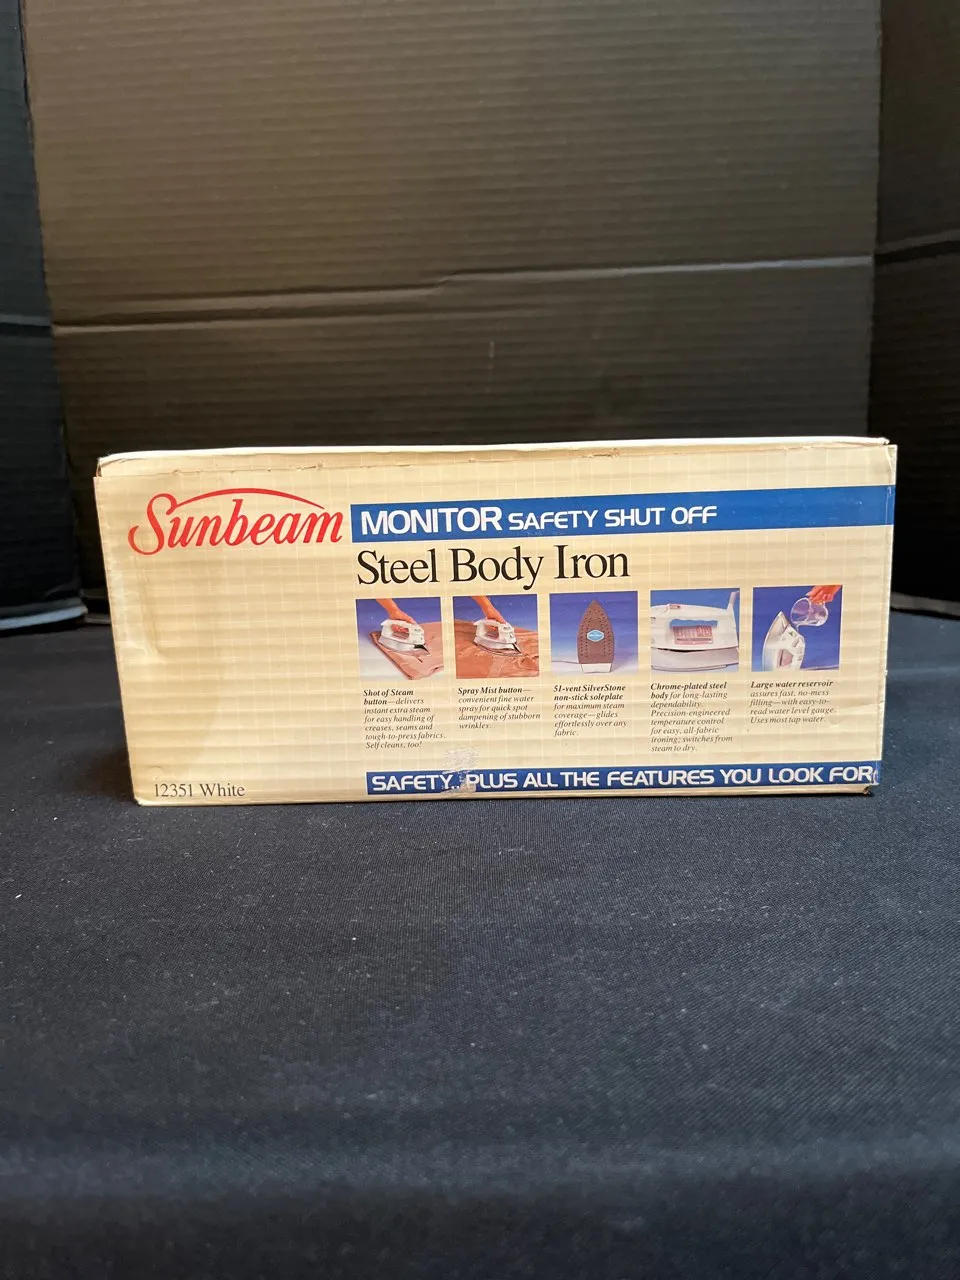 Sunbeam
MONITOR SAFETY SHUT OFF
Steel Body Iron
Shot of Steam
button—delivers
instant extra steam
for easy handling of
creases, seams and
tough-to-press fabrics.
Self cleans, too!
Spray Mist button—
convenient fine water
spray for quick spot
dampening of stubborn
wrinkles.
51-vent SilverStone
non-stick soleplate
for maximum steam
coverage—glides
effortlessly over any
fabric.
Chrome-plated steel
body for long-lasting
dependability.
Precision-engineered
temperature control
for easy, all-fabric
ironing; switches from
steam to dry.
Large water reservoir
assures fast, no-mess
filling—with easy-to-
read water level gauge.
Uses most tap water.
12351 White
SAFETY... PLUS ALL THE FEATURES YOU LOOK FOR